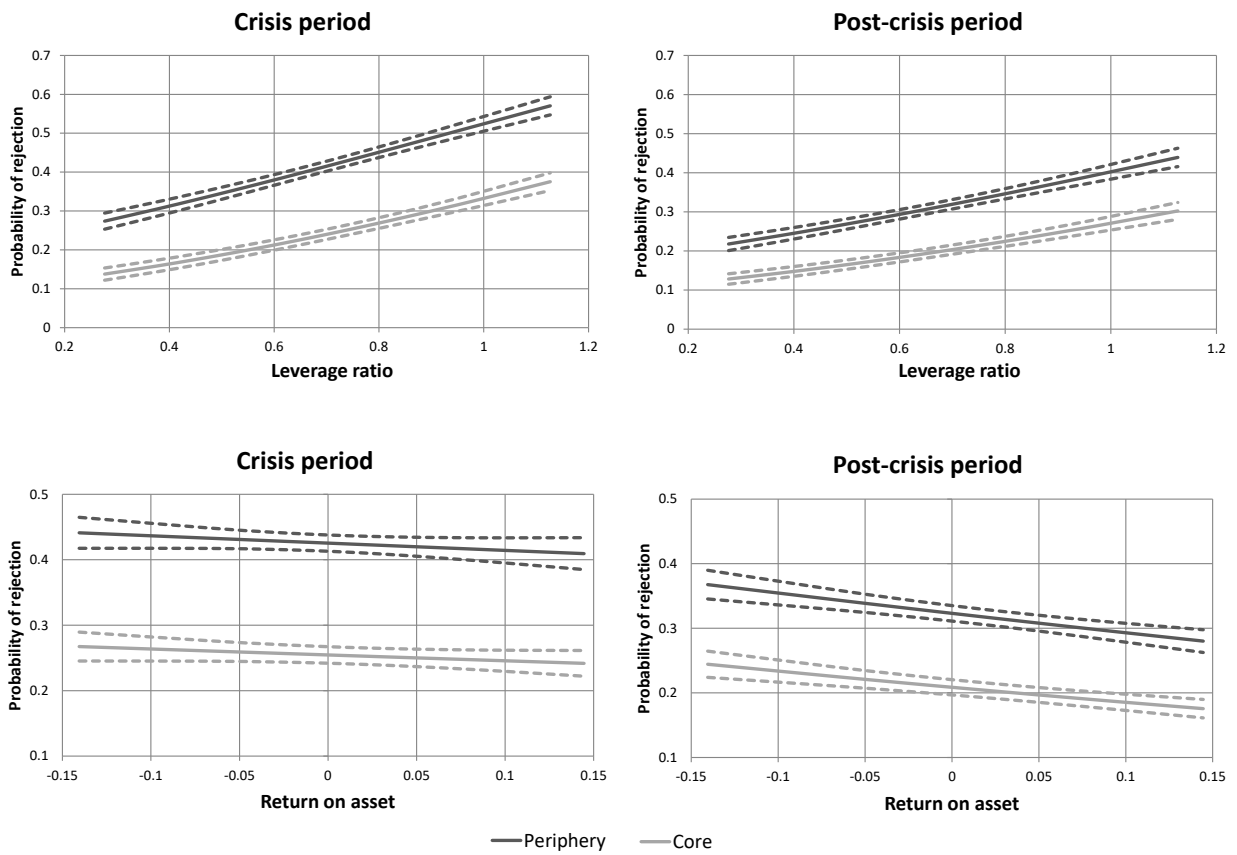 Crisis period
Probability of rejection
0.7
0.6
0.5
0.4
0.3
0.2
0.1
0
0.2 0.4 0.6 0.8 1 1.2
Leverage ratio
Post-crisis period
Probability of rejection
0.7
0.6
0.5
0.4
0.3
0.2
0.1
0
0.2 0.4 0.6 0.8 1 1.2
Leverage ratio
Crisis period
Probability of rejection
0.5
0.4
0.3
0.2
0.1
-0.15 -0.1 -0.05 0 0.05 0.1 0.15
Return on asset
Post-crisis period
Probability of rejection
0.5
0.4
0.3
0.2
0.1
-0.15 -0.1 -0.05 0 0.05 0.1 0.15
Return on asset
Periphery Core